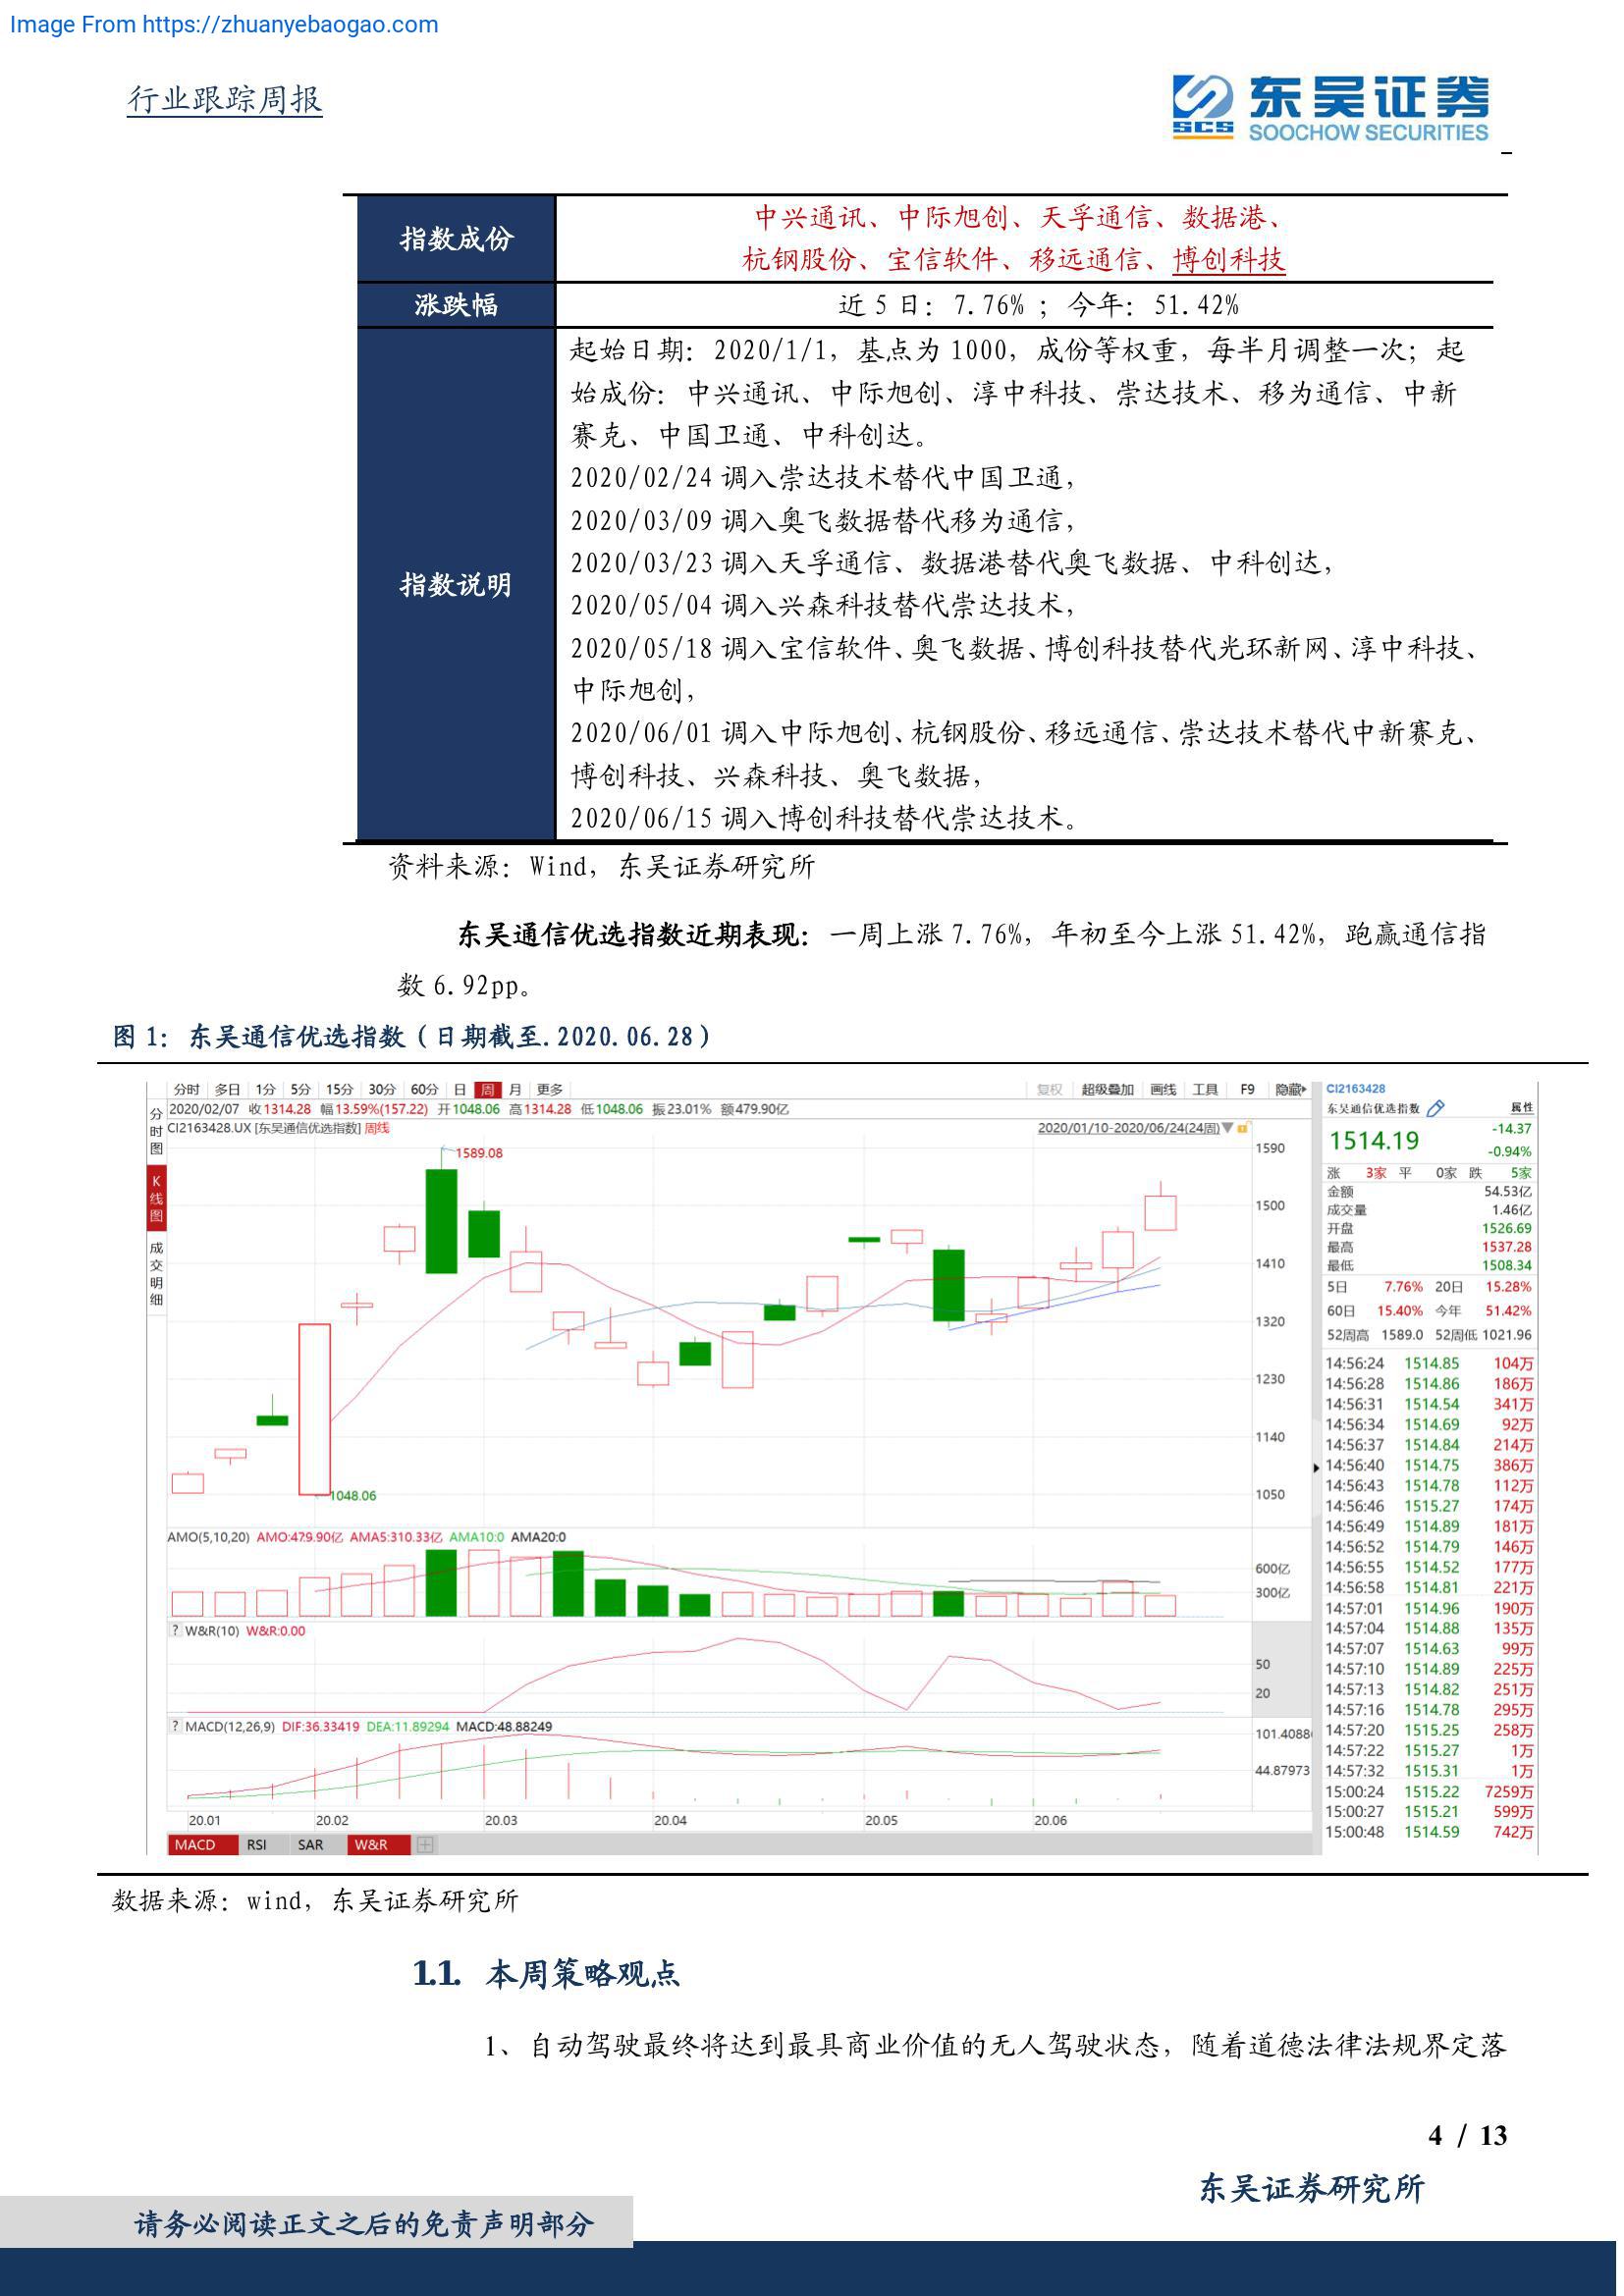 Image From https://zhuanyebaogao.com
行业跟踪周报
东吴证券
SCS
SOOCHOW SECURITIES
指数成份
中兴通讯、中际旭创、天孚通信、数据港、
杭钢股份、宝信软件、移远通信、博创科技
涨跌幅
近 5 日：7.76% ；今年：51.42%
指数说明
起始日期：2020/1/1，基点为 1000，成份等权重，每半月调整一次；起
始成份：中兴通讯、中际旭创、淳中科技、崇达技术、移为通信、中新
赛克、中国卫通、中科创达。
2020/02/24 调入崇达技术替代中国卫通，
2020/03/09 调入奥飞数据替代移为通信，
2020/03/23 调入天孚通信、数据港替代奥飞数据、中科创达，
2020/05/04 调入兴森科技替代崇达技术，
2020/05/18 调入宝信软件、奥飞数据、博创科技替代光环新网、淳中科技、
中际旭创，
2020/06/01 调入中际旭创、杭钢股份、移远通信、崇达技术替代中新赛克、
博创科技、兴森科技、奥飞数据，
2020/06/15 调入博创科技替代崇达技术。
资料来源：Wind，东吴证券研究所
东吴通信优选指数近期表现：一周上涨 7.76%，年初至今上涨 51.42%，跑赢通信指
数 6.92pp。
图 1：东吴通信优选指数（日期截至.2020.06.28）
分时 多日 1分 5分 15分 30分 60分 日 周 月 更多 复权 超级叠加 画线 工具 F9 隐藏
2020/02/07 收1314.28 幅13.59%(157.22) 开1048.06 高1314.28 低1048.06 振23.01% 额479.90亿
CI2163428.UX [东吴通信优选指数] 周线 2020/01/10-2020/06/24(24周)
分时图
K线图
成交明细
1589.08
1048.06
1590
1500
1410
1320
1230
1140
1050
AMO(5,10,20) AMO:479.90亿 AMA5:310.33亿 AMA10:0 AMA20:0
600亿
300亿
? W&R(10) W&R:0.00
50
20
? MACD(12,26,9) DIF:36.33419 DEA:11.89294 MACD:48.88249
101.4088
44.87973
20.01 20.02 20.03 20.04 20.05 20.06
MACD RSI SAR W&R
CI2163428
东吴通信优选指数 属性
1514.19 -14.37
-0.94%
涨 3家 平 0家 跌 5家
金额 54.53亿
成交量 1.46亿
开盘 1526.69
最高 1537.28
最低 1508.34
5日 7.76% 20日 15.28%
60日 15.40% 今年 51.42%
52周高 1589.0 52周低 1021.96
14:56:24 1514.85 104万
14:56:28 1514.86 186万
14:56:31 1514.54 341万
14:56:34 1514.69 92万
14:56:37 1514.84 214万
14:56:40 1514.75 386万
14:56:43 1514.78 112万
14:56:46 1515.27 174万
14:56:49 1514.89 181万
14:56:52 1514.79 146万
14:56:55 1514.52 177万
14:56:58 1514.81 221万
14:57:01 1514.96 190万
14:57:04 1514.88 135万
14:57:07 1514.63 99万
14:57:10 1514.89 225万
14:57:13 1514.82 251万
14:57:16 1514.78 295万
14:57:20 1515.25 258万
14:57:22 1515.27 1万
14:57:32 1515.31 1万
15:00:24 1515.22 7259万
15:00:27 1515.21 599万
15:00:48 1514.59 742万
数据来源：wind，东吴证券研究所
1.1. 本周策略观点
1、自动驾驶最终将达到最具商业价值的无人驾驶状态，随着道德法律法规界定落
4 / 13
东吴证券研究所
请务必阅读正文之后的免责声明部分